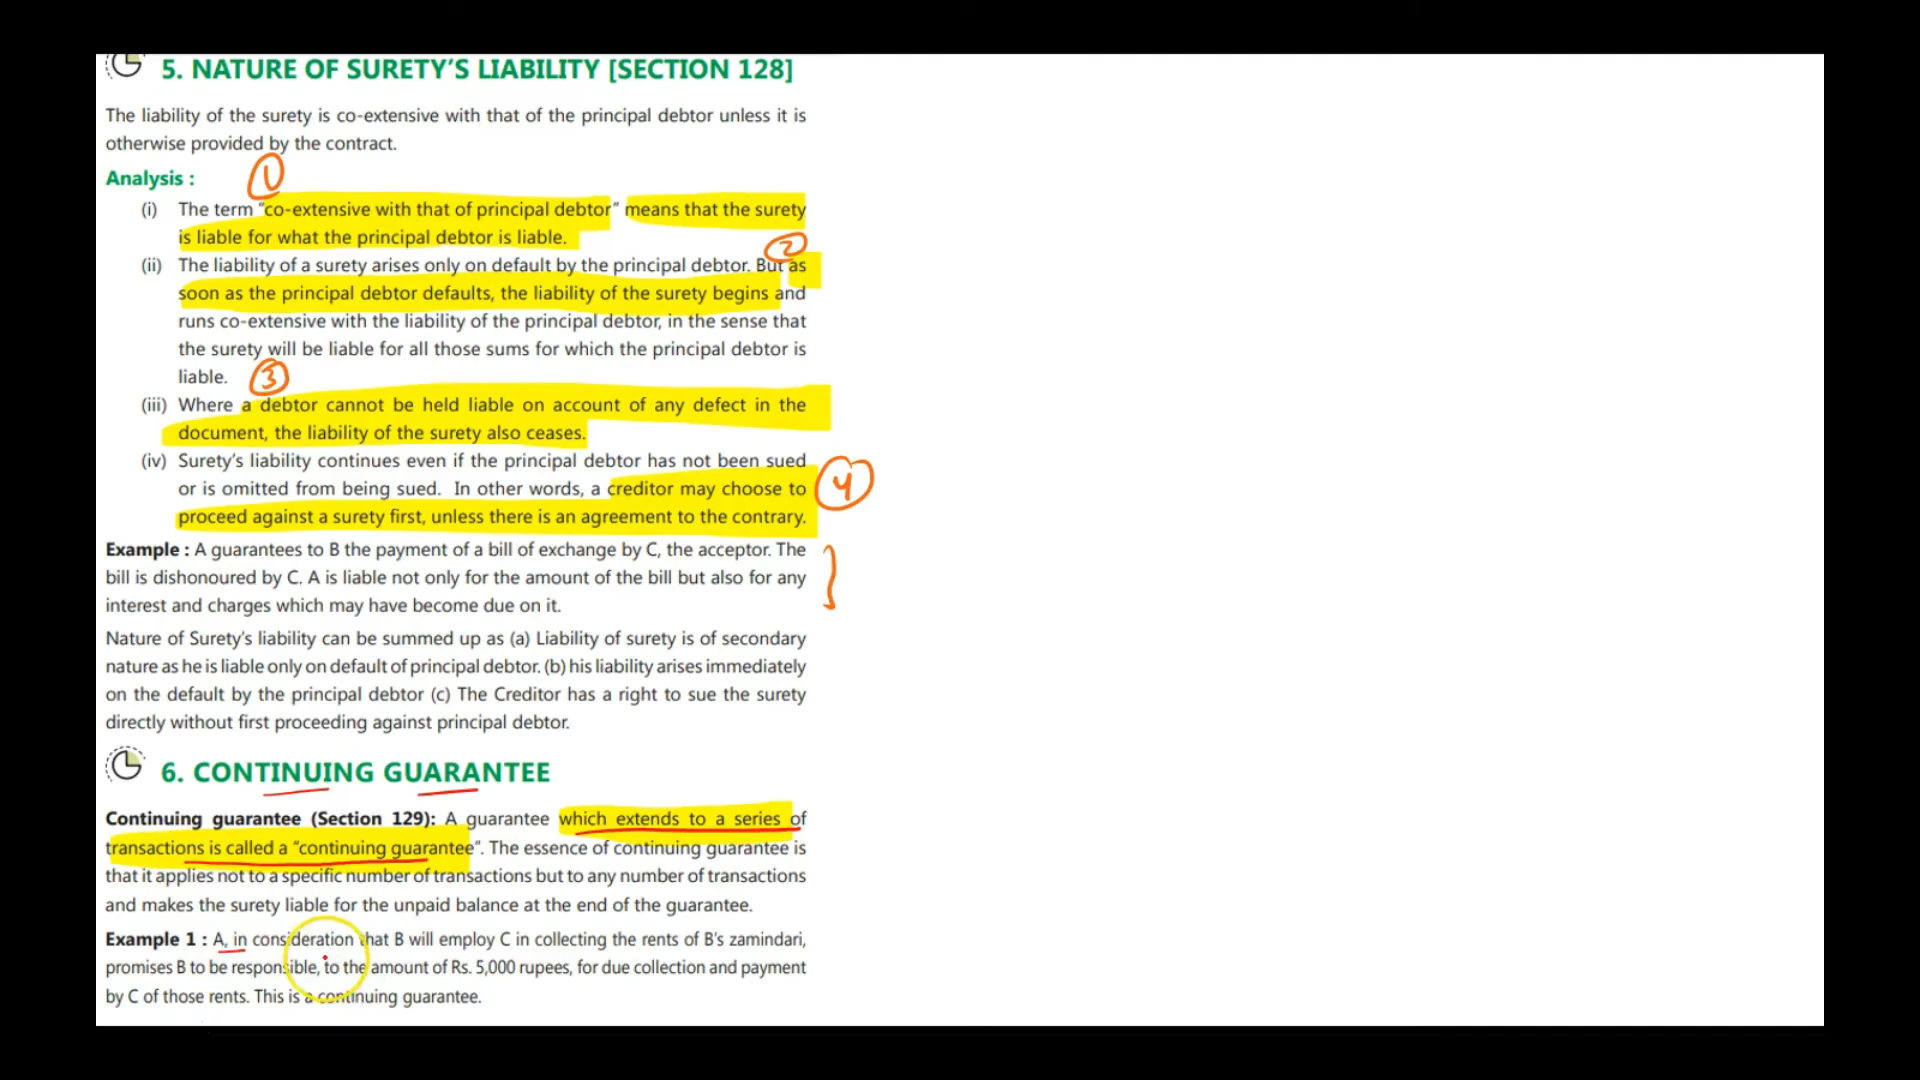 5. NATURE OF SURETY'S LIABILITY [SECTION 128]
The liability of the surety is co-extensive with that of the principal debtor unless it is
otherwise provided by the contract.
1
Analysis :
(i) The term "co-extensive with that of principal debtor" means that the surety
is liable for what the principal debtor is liable.
2
(ii) The liability of a surety arises only on default by the principal debtor. But as
soon as the principal debtor defaults, the liability of the surety begins and
runs co-extensive with the liability of the principal debtor, in the sense that
the surety will be liable for all those sums for which the principal debtor is
liable. 3
(iii) Where a debtor cannot be held liable on account of any defect in the
document, the liability of the surety also ceases.
(iv) Surety's liability continues even if the principal debtor has not been sued
or is omitted from being sued. In other words, a creditor may choose to 4
proceed against a surety first, unless there is an agreement to the contrary.
Example : A guarantees to B the payment of a bill of exchange by C, the acceptor. The
bill is dishonoured by C. A is liable not only for the amount of the bill but also for any
interest and charges which may have become due on it.
Nature of Surety's liability can be summed up as (a) Liability of surety is of secondary
nature as he is liable only on default of principal debtor. (b) his liability arises immediately
on the default by the principal debtor (c) The Creditor has a right to sue the surety
directly without first proceeding against principal debtor.
6. CONTINUING GUARANTEE
Continuing guarantee (Section 129): A guarantee which extends to a series of
transactions is called a "continuing guarantee". The essence of continuing guarantee is
that it applies not to a specific number of transactions but to any number of transactions
and makes the surety liable for the unpaid balance at the end of the guarantee.
Example 1 : A, in consideration that B will employ C in collecting the rents of B's zamindari,
promises B to be responsible, to the amount of Rs. 5,000 rupees, for due collection and payment
by C of those rents. This is a continuing guarantee.